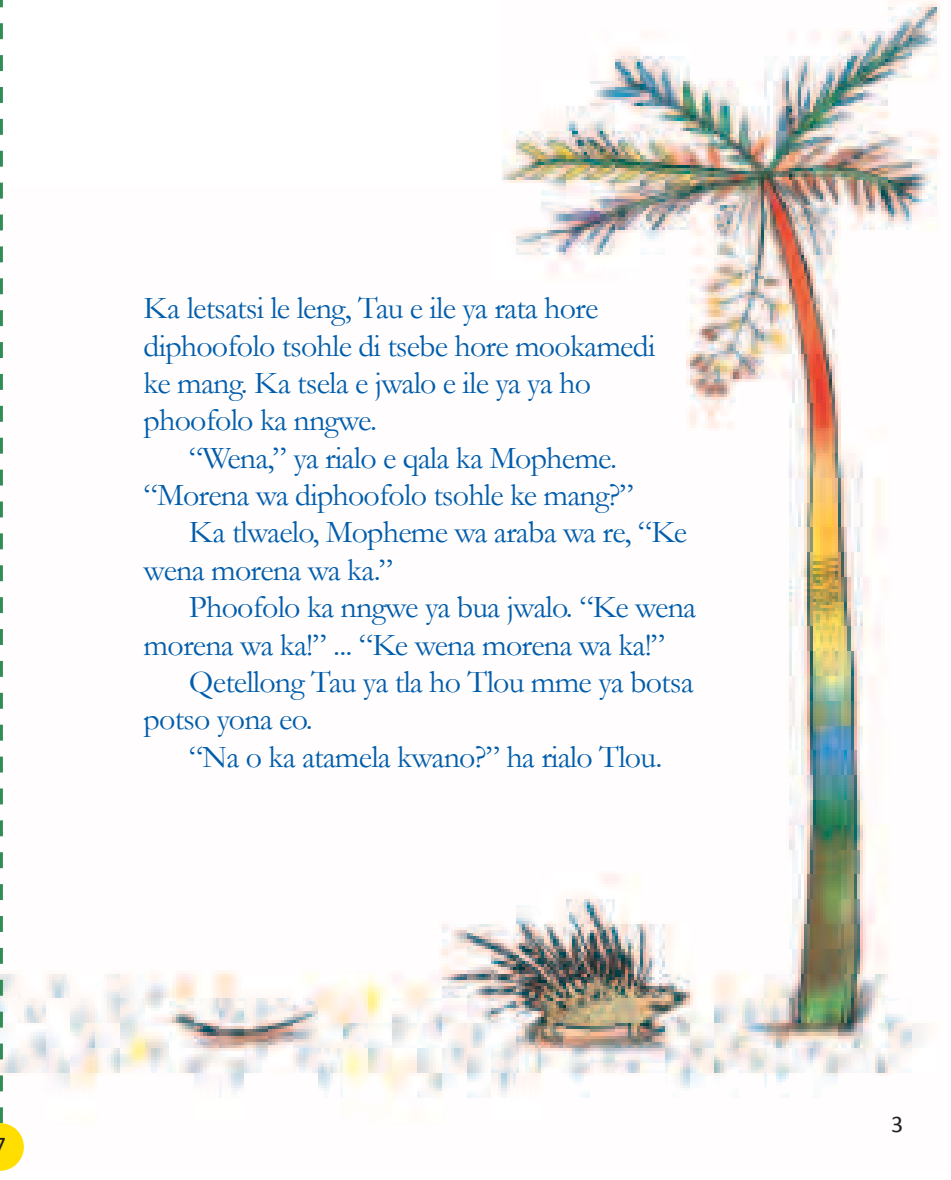 Ka letsatsi le leng, Tau e ile ya rata hore
diphoofolo tsohle di tsebe hore mookamedi
ke mang. Ka tsela e jwalo e ile ya ya ho
phoofolo ka nngwe.
“Wena,” ya rialo e qala ka Mopheme.
“Morena wa diphoofolo tsohle ke mang?”
Ka tlwaelo, Mopheme wa araba wa re, “Ke
wena morena wa ka.”
Phoofolo ka nngwe ya bua jwalo. “Ke wena
morena wa ka!” ... “Ke wena morena wa ka!”
Qetellong Tau ya tla ho Tlou mme ya botsa
potso yona eo.
“Na o ka atamela kwano?” ha rialo Tlou.
3